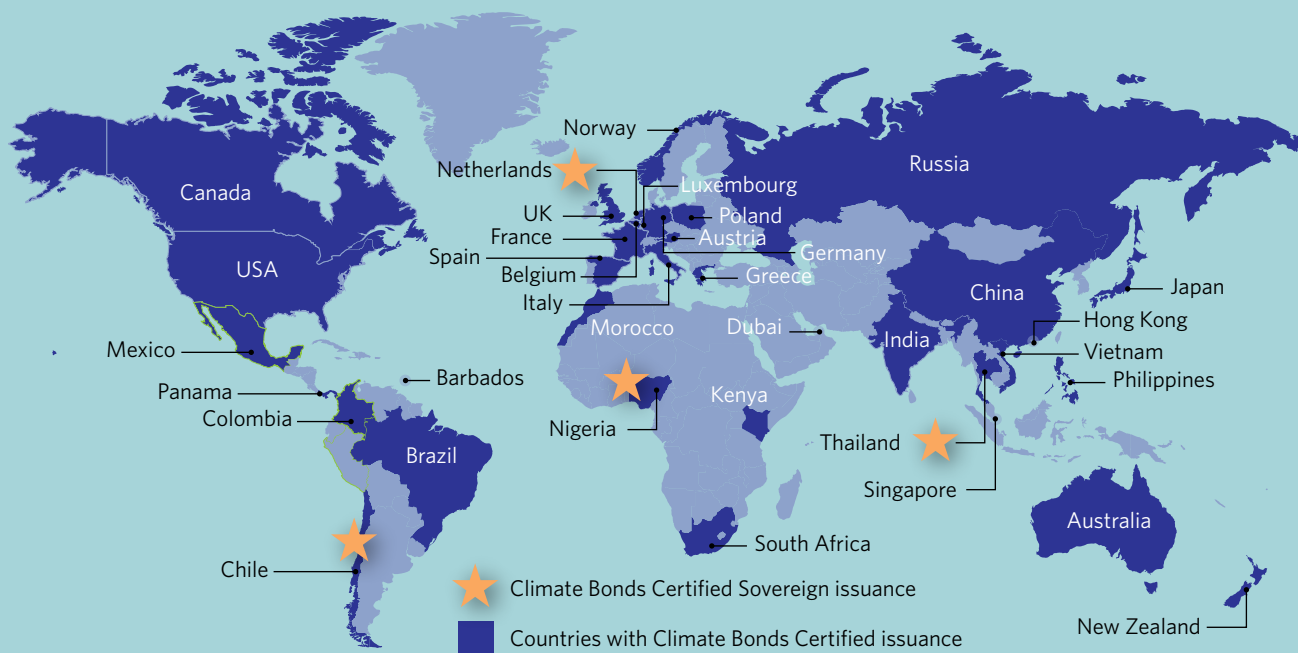 Norway
Russia
Netherlands
Luxembourg
Canada
UK
Poland
France
Austria
Spain
Germany
USA
Belgium
Greece
China
Japan
Italy
Morocco
Dubai
Hong Kong
India
Mexico
Vietnam
Barbados
Philippines
Panama
Kenya
Colombia
Nigeria
Thailand
Brazil
Singapore
Australia
South Africa
Chile
Climate Bonds Certified Sovereign issuance
New Zealand
Countries with Climate Bonds Certified issuance